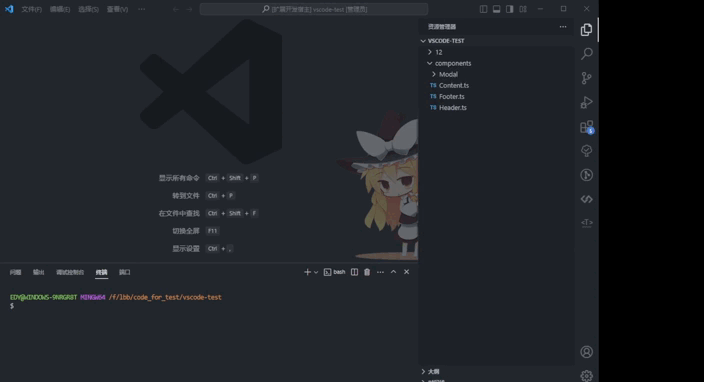 文件(F) 编辑(E) 选择(S) 查看(V) ··· [扩展开发宿主] vscode-test [管理员]
资源管理器
VSCODE-TEST
12
components
Modal
TS Content.ts
TS Footer.ts
TS Header.ts
显示所有命令 Ctrl + Shift + P
转到文件 Ctrl + P
在文件中查找 Ctrl + Shift + F
切换全屏 F11
显示设置 Ctrl + ,
问题 输出 调试控制台 终端 端口 bash
EDY@WINDOWS-9NRGR8T MINGW64 /f/lbb/code_for_test/vscode-test
$
大纲